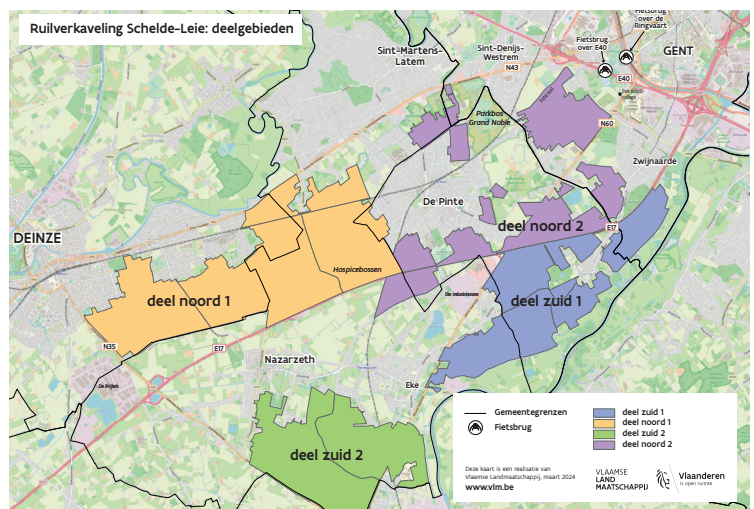 Ruilverkaveling Schelde-Leie: deelgebieden
Fietsbrug
over de
Ringvaart
Fietsbrug
over E40
GENT
Sint-Martens-
Latem
Sint-Denijs-
Westrem
N43
E40
Parkbos
Grand Noble
N60
Zwijnaarde
De Pinte
deel noord 2
E17
DEINZE
Hospicebossen
deel noord 1
deel zuid 1
N35
E17
Nazarzeth
Eke
De Prijkels
deel zuid 2
Gemeentegrenzen
Fietsbrug
deel zuid 1
deel noord 1
deel zuid 2
deel noord 2
Deze kaart is een realisatie van
Vlaamse Landmaatschappij, maart 2024
www.vlm.be
VLAAMSE
LAND
MAATSCHAPPIJ
Vlaanderen
is open ruimte